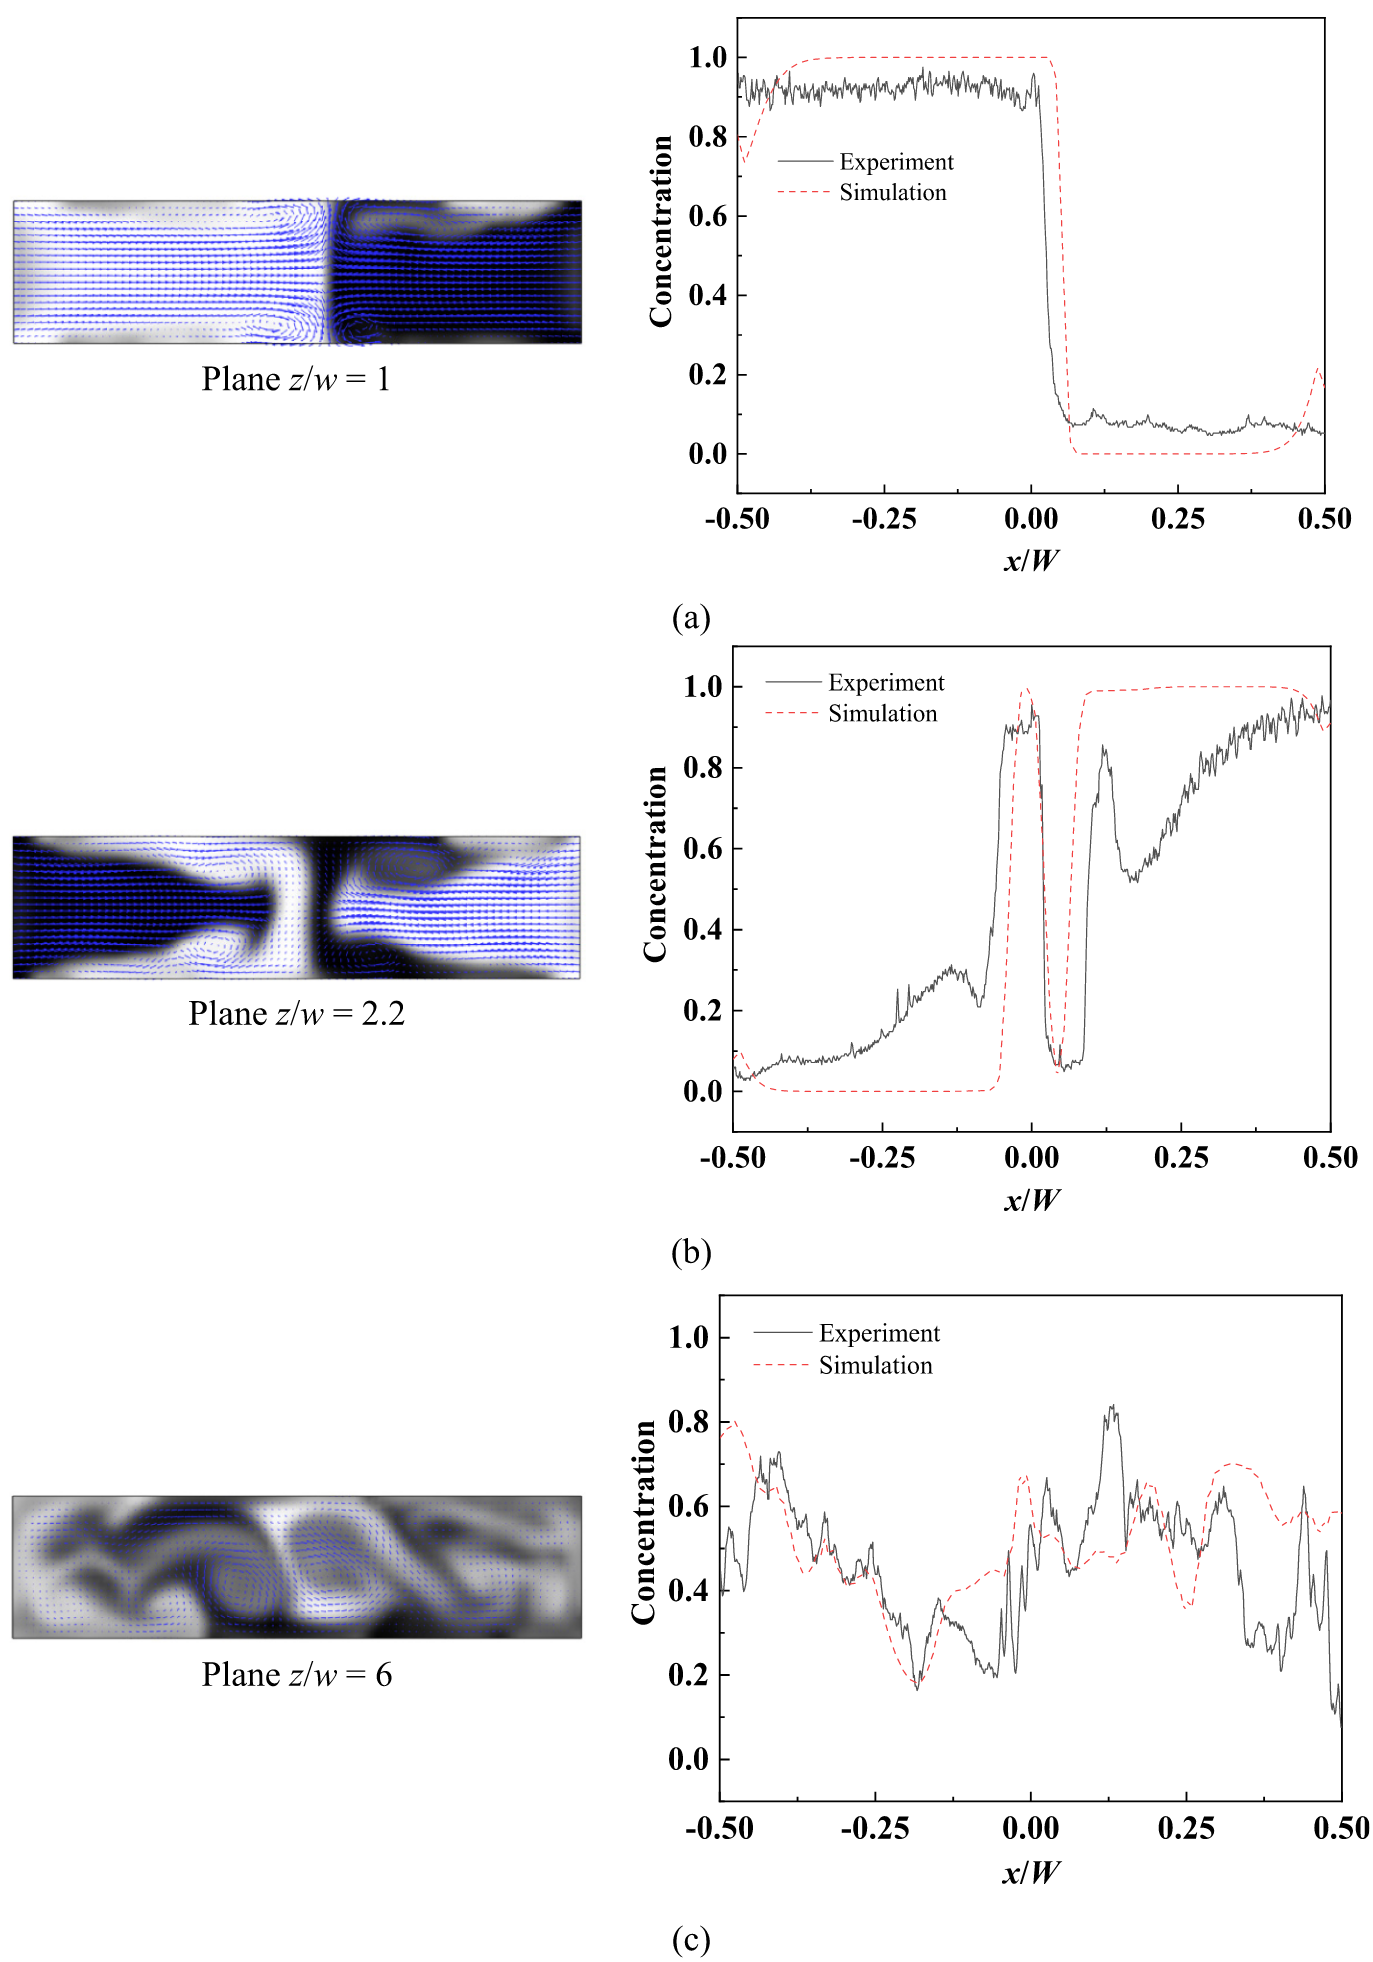 1.0
0.8
0.6
0.4
0.2
0.0
Concentration
Experiment
Simulation
-0.50 -0.25 0.00 0.25 0.50
x/W
Plane z/w = 1
(a)
1.0
0.8
0.6
0.4
0.2
0.0
Concentration
Experiment
Simulation
-0.50 -0.25 0.00 0.25 0.50
x/W
Plane z/w = 2.2
(b)
1.0
0.8
0.6
0.4
0.2
0.0
Concentration
Experiment
Simulation
-0.50 -0.25 0.00 0.25 0.50
x/W
Plane z/w = 6
(c)